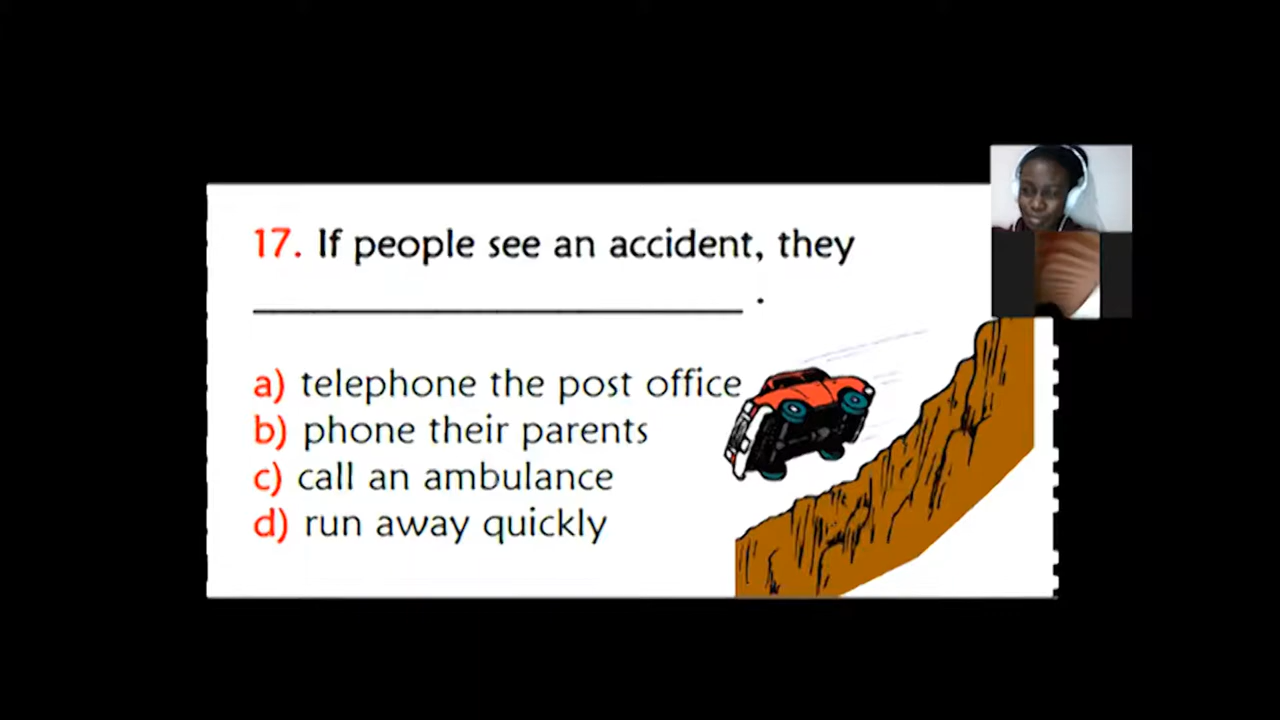 17. If people see an accident, they
____________________ .
a) telephone the post office
b) phone their parents
c) call an ambulance
d) run away quickly